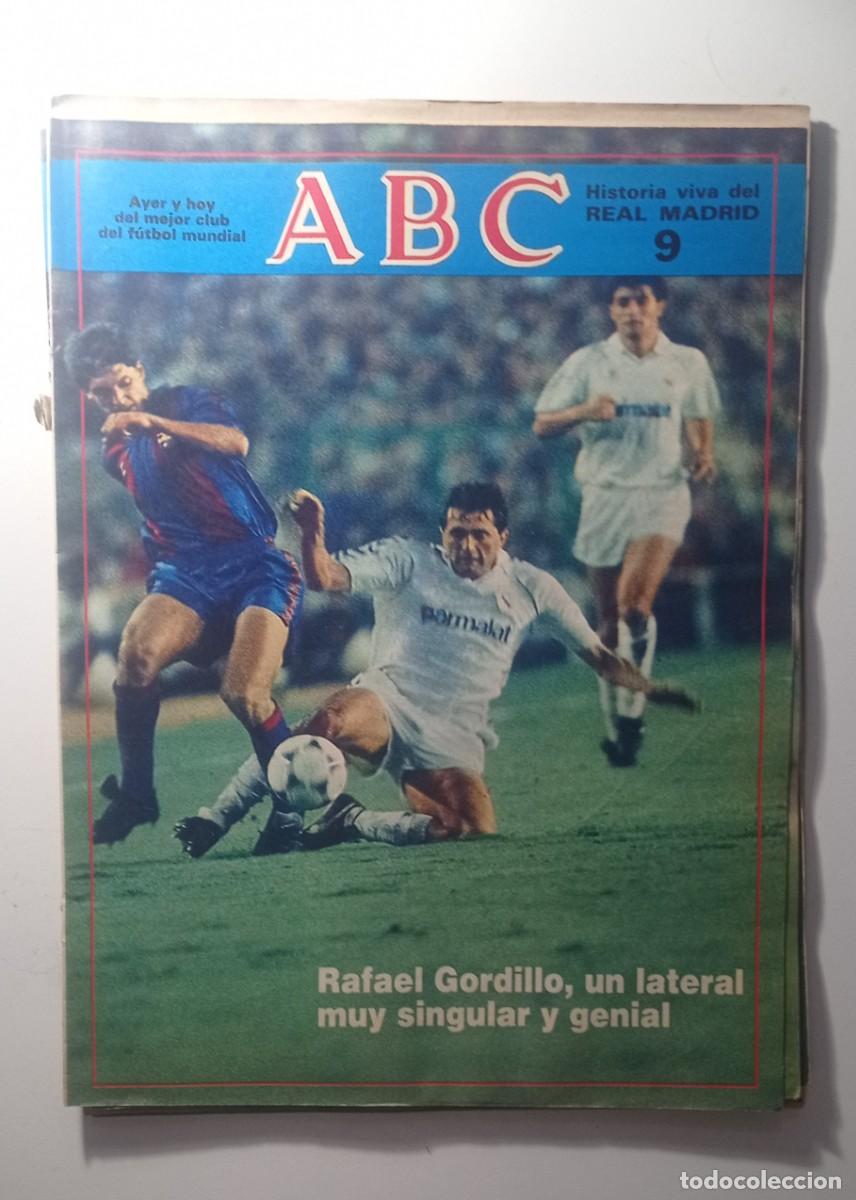 Ayer y hoy
del mejor club
del fútbol mundial
ABC
Historia viva del
REAL MADRID
9
parmalat
Rafael Gordillo, un lateral
muy singular y genial
todocoleccion